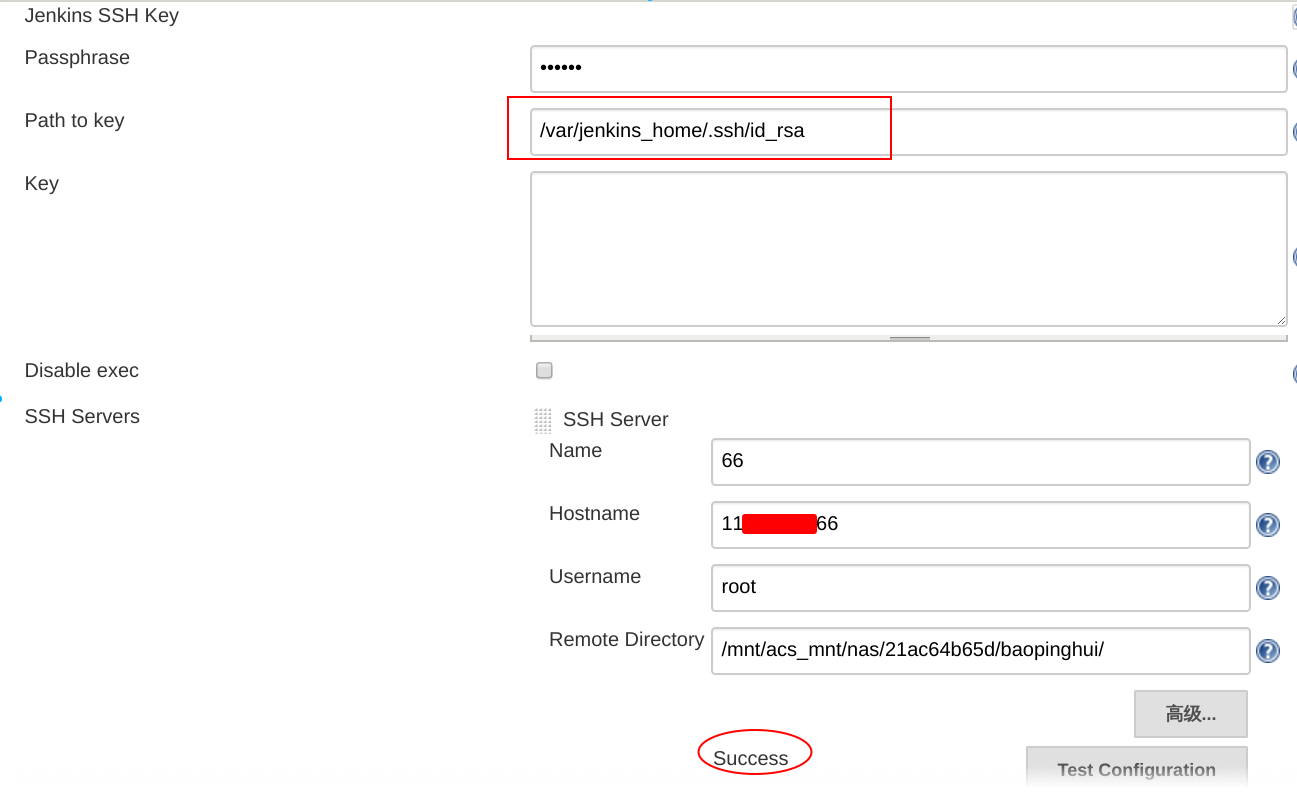 Jenkins SSH Key
Passphrase
••••••
Path to key
/var/jenkins_home/.ssh/id_rsa
Key
Disable exec
SSH Servers
SSH Server
Name
66
Hostname
11 66
Username
root
Remote Directory
/mnt/acs_mnt/nas/21ac64b65d/baopinghui/
高级...
Success
Test Configuration